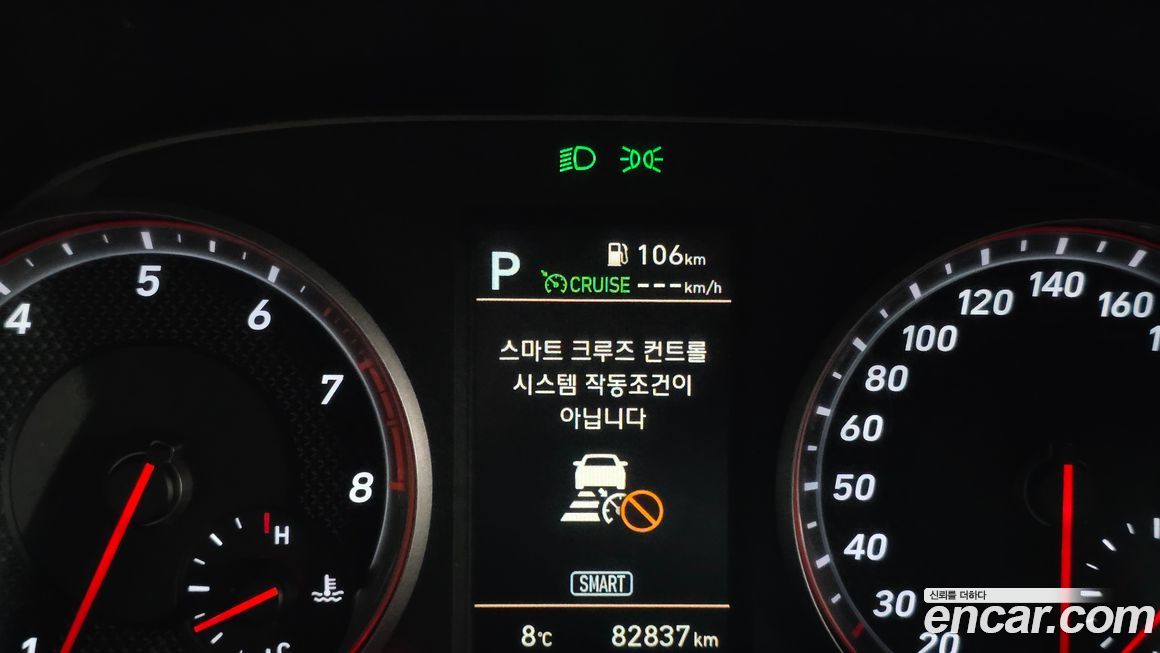 P
106km
CRUISE ---km/h
스마트 크루즈 컨트롤
시스템 작동조건이
아닙니다
SMART
8℃ 82837 km
1
4
5
6
7
8
H
C
20
30
40
50
60
80
100
120
140
160
신뢰를 더하다
encar.com